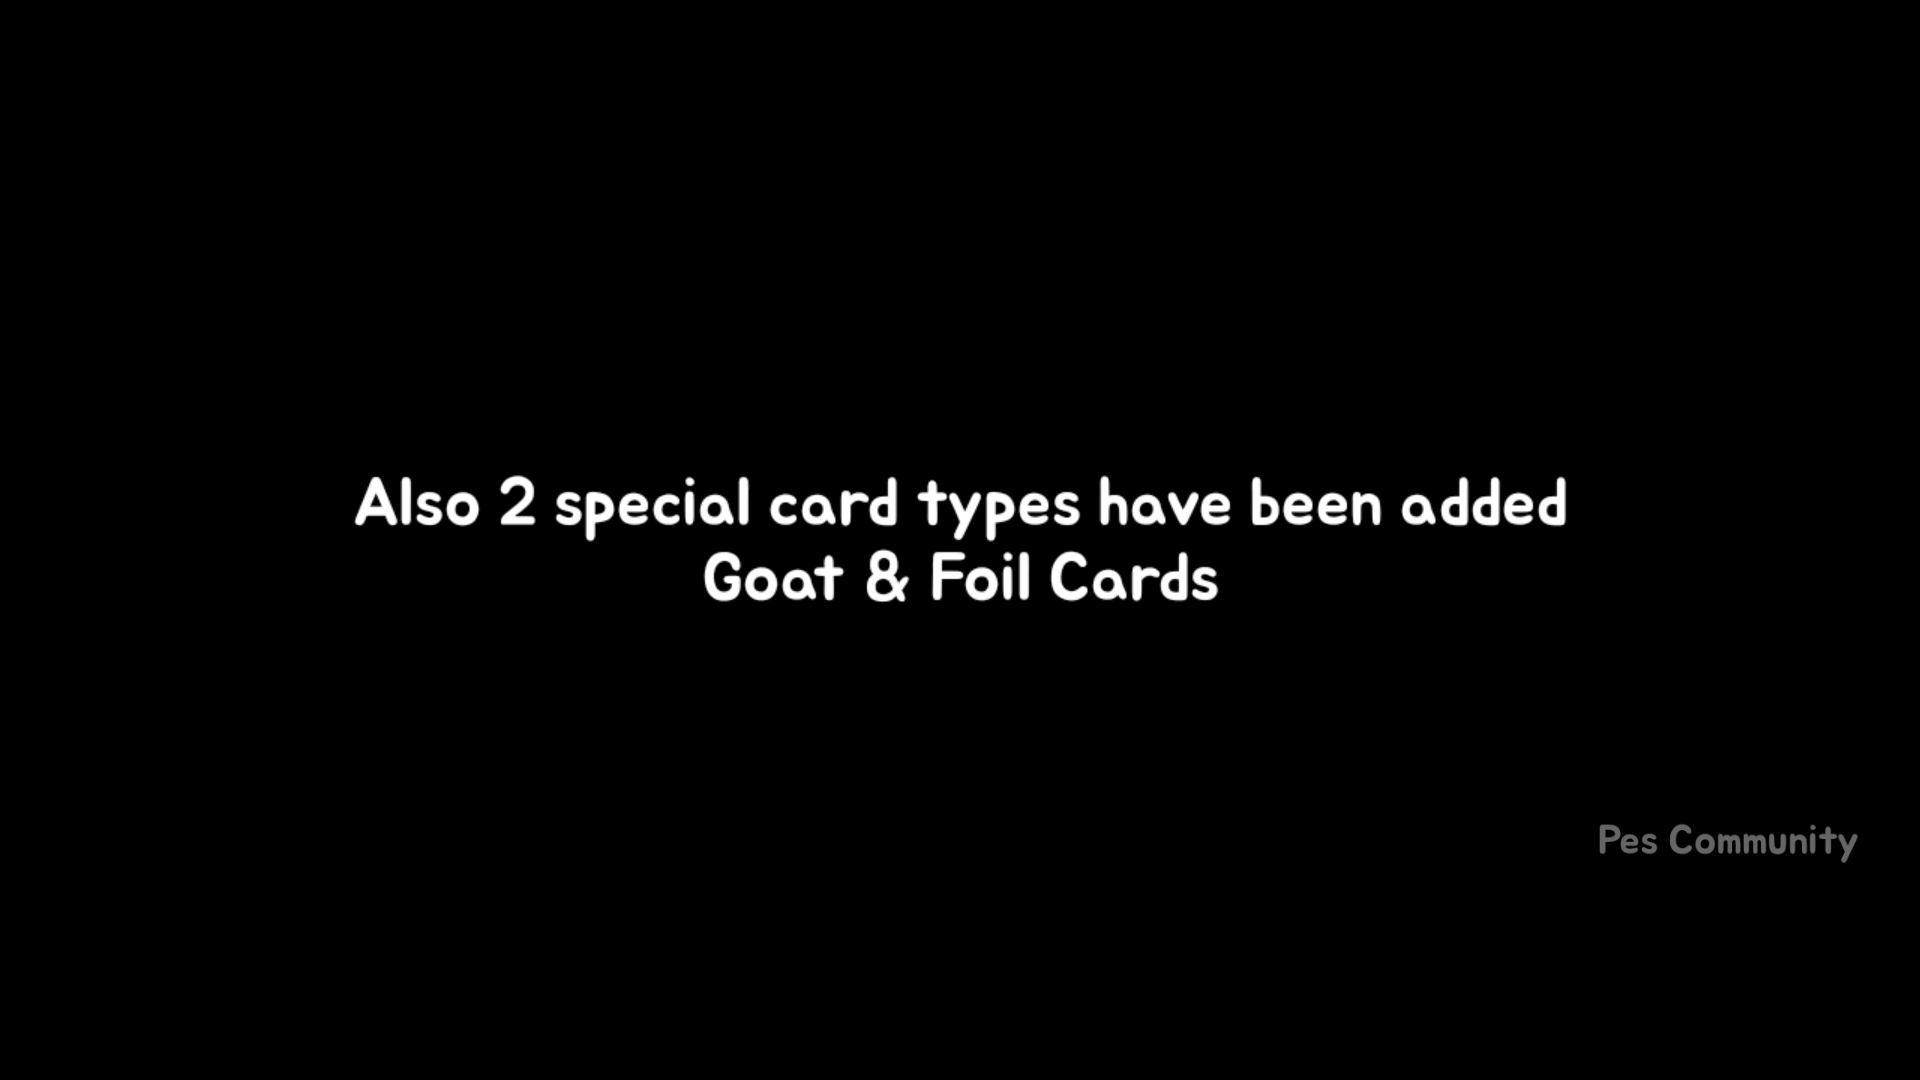 Also 2 special card types have been added
Goat & Foil Cards
Pes Community